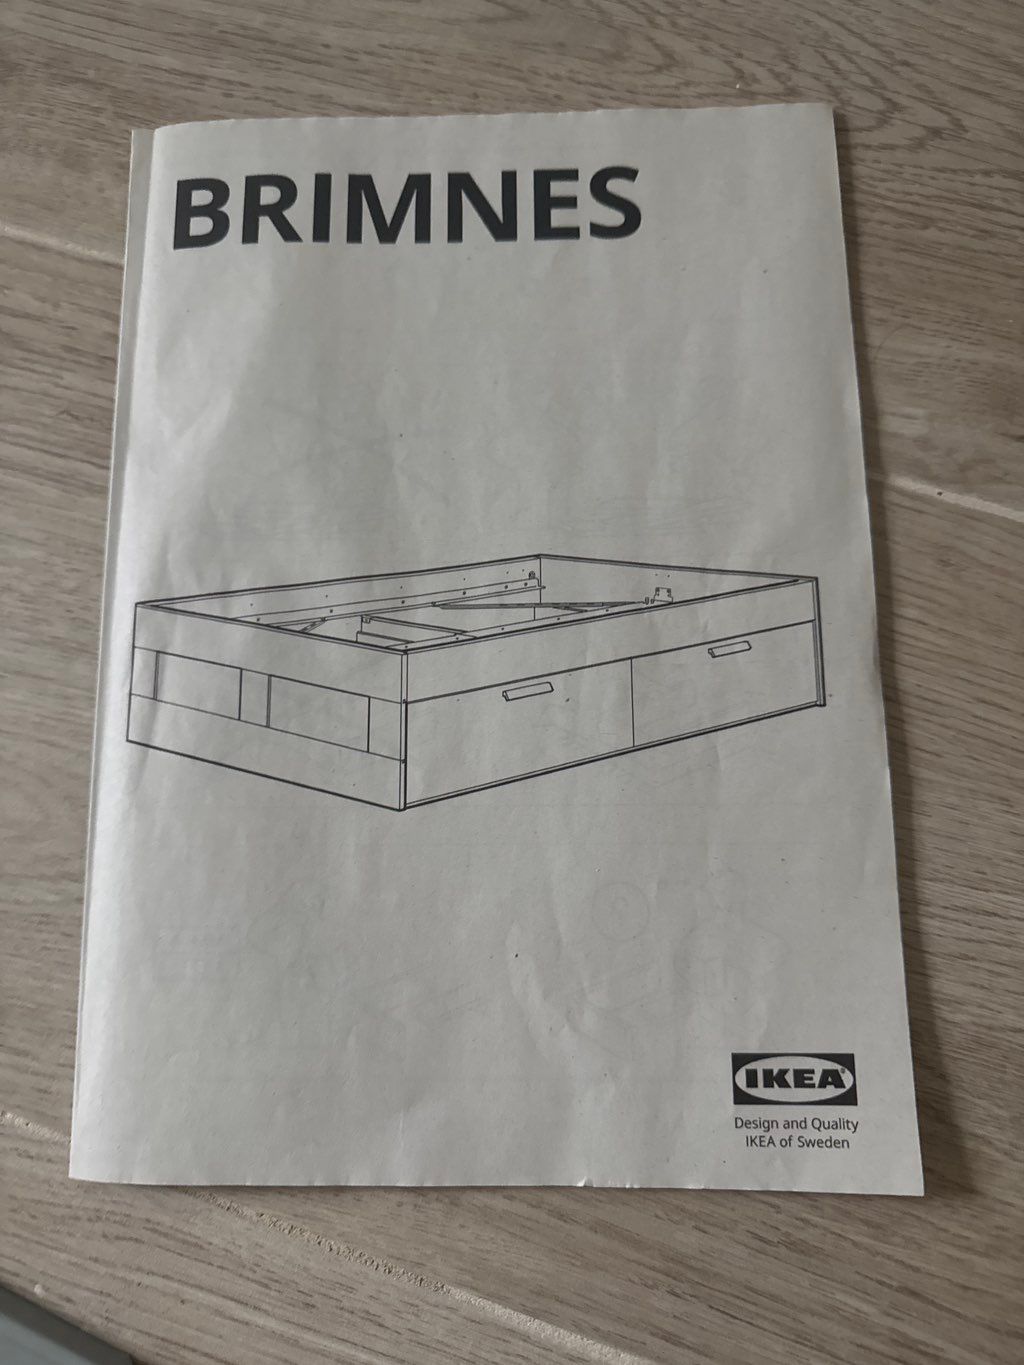 BRIMNES
IKEA®
Design and Quality
IKEA of Sweden